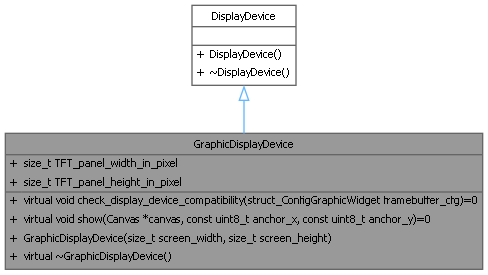 DisplayDevice
+ DisplayDevice()
+ ~DisplayDevice()
GraphicDisplayDevice
+ size_t TFT_panel_width_in_pixel
+ size_t TFT_panel_height_in_pixel
+ virtual void check_display_device_compatibility(struct_ConfigGraphicWidget framebuffer_cfg)=0
+ virtual void show(Canvas *canvas, const uint8_t anchor_x, const uint8_t anchor_y)=0
+ GraphicDisplayDevice(size_t screen_width, size_t screen_height)
+ virtual ~GraphicDisplayDevice()